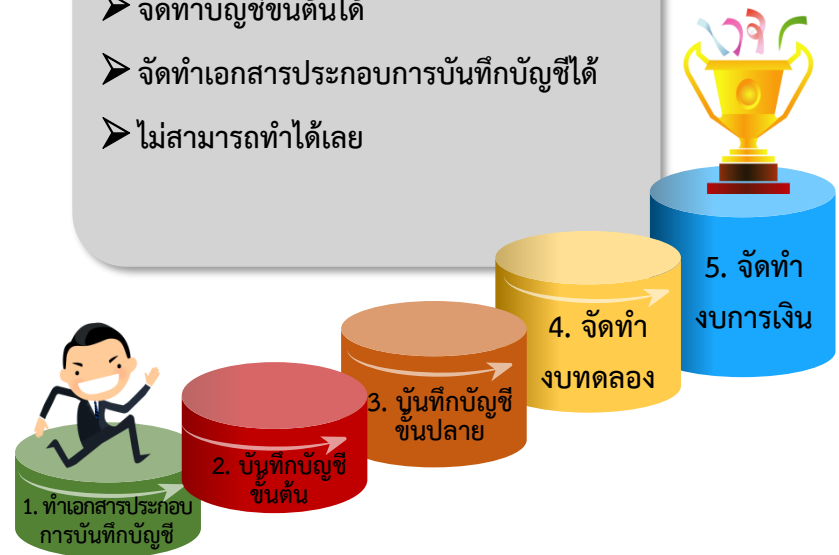 ➢ จัดทำบัญชีขั้นต้นได้
➢ จัดทำเอกสารประกอบการบันทึกบัญชีได้
➢ ไม่สามารถทำได้เลย
5. จัดทำ
งบการเงิน
4. จัดทำ
งบทดลอง
3. บันทึกบัญชี
ขั้นปลาย
2. บันทึกบัญชี
ขั้นต้น
1. ทำเอกสารประกอบ
การบันทึกบัญชี